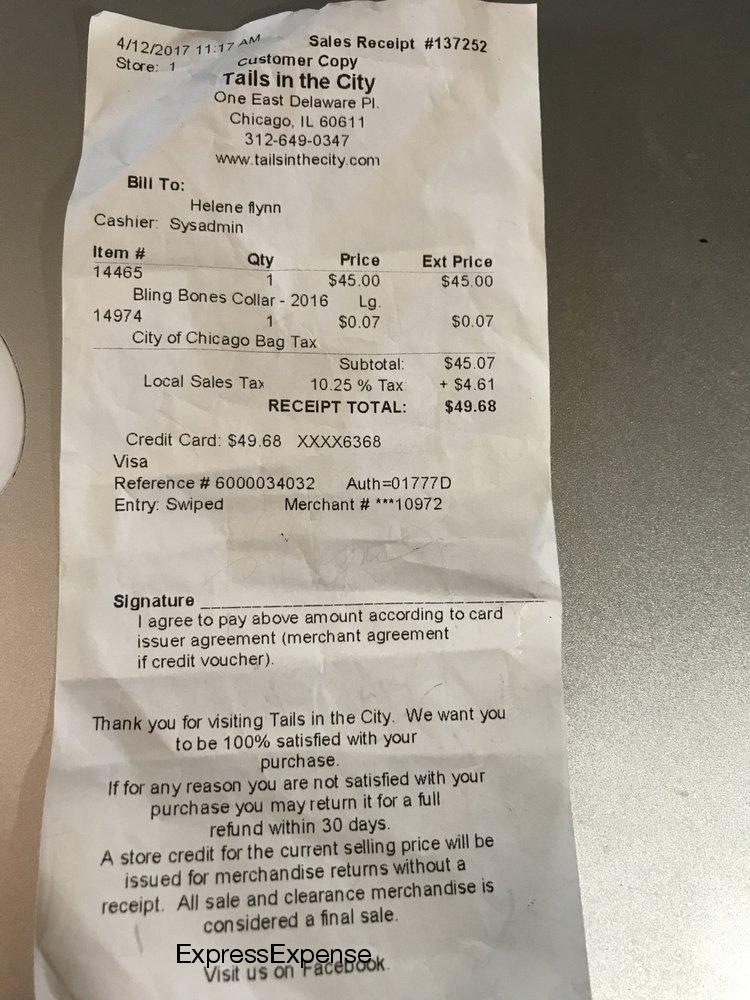 4/12/2017 11:17 AM Sales Receipt #137252
Store: 1 Customer Copy
Tails in the City
One East Delaware Pl.
Chicago, IL 60611
312-649-0347
www.tailsinthecity.com
Bill To:
Helene flynn
Cashier: Sysadmin
Item # Qty Price Ext Price
14465 1 $45.00 $45.00
Bling Bones Collar - 2016 Lg.
14974 1 $0.07 $0.07
City of Chicago Bag Tax
Subtotal: $45.07
Local Sales Tax 10.25 % Tax: + $4.61
RECEIPT TOTAL: $49.68
Credit Card: $49.68 XXXX6368
Visa
Reference # 6000034032 Auth=01777D
Entry: Swiped Merchant # ***10972
Signature
I agree to pay above amount according to card
issuer agreement (merchant agreement
if credit voucher).
Thank you for visiting Tails in the City. We want you
to be 100% satisfied with your
purchase.
If for any reason you are not satisfied with your
purchase you may return it for a full
refund within 30 days.
A store credit for the current selling price will be
issued for merchandise returns without a
receipt. All sale and clearance merchandise is
considered a final sale.
ExpressExpense
Visit us on Facebook.